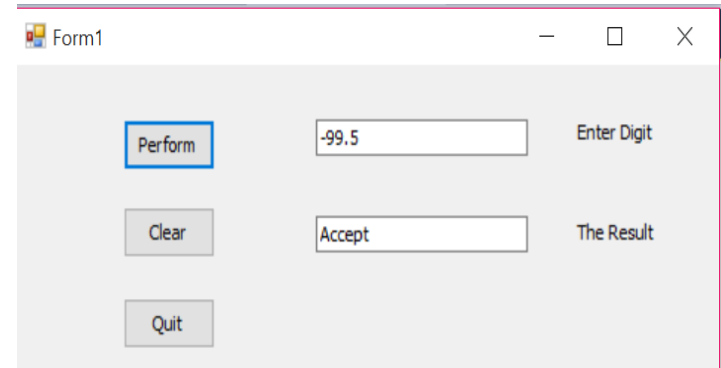 Form1
Perform -99.5 Enter Digit
Clear Accept The Result
Quit